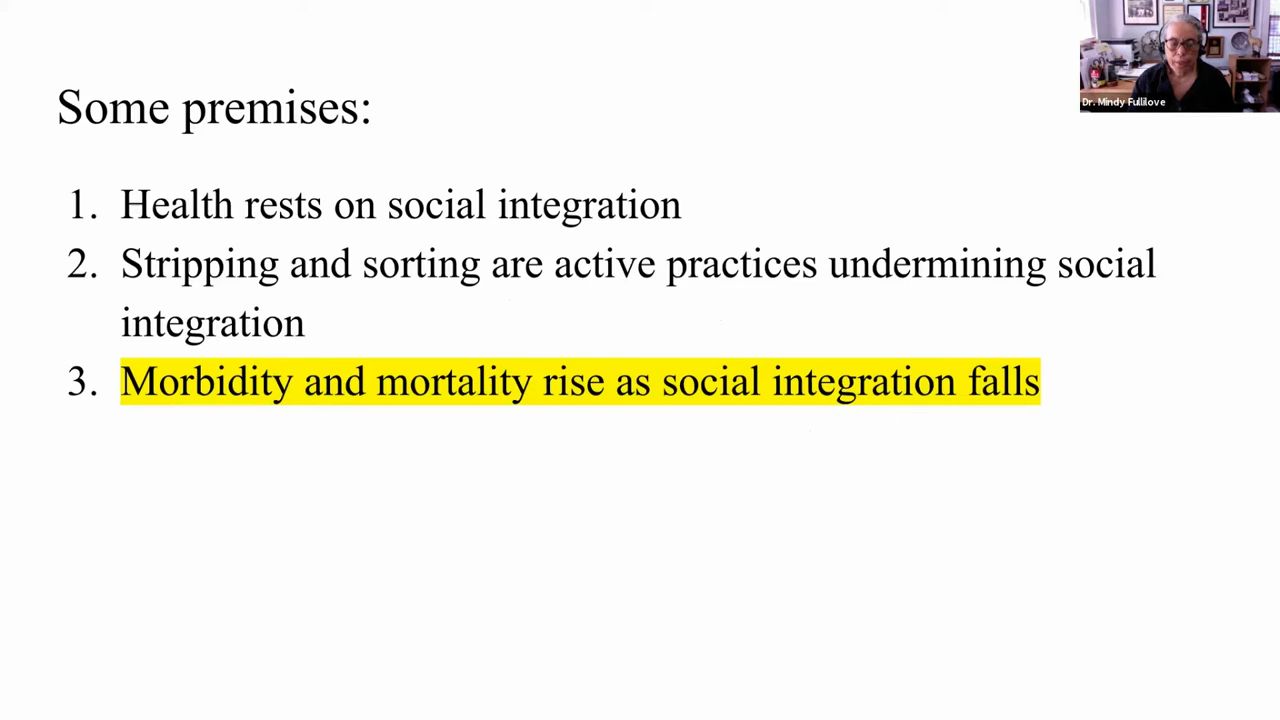 Dr. Mindy Fullilove
Some premises:
1. Health rests on social integration
2. Stripping and sorting are active practices undermining social
integration
3. Morbidity and mortality rise as social integration falls